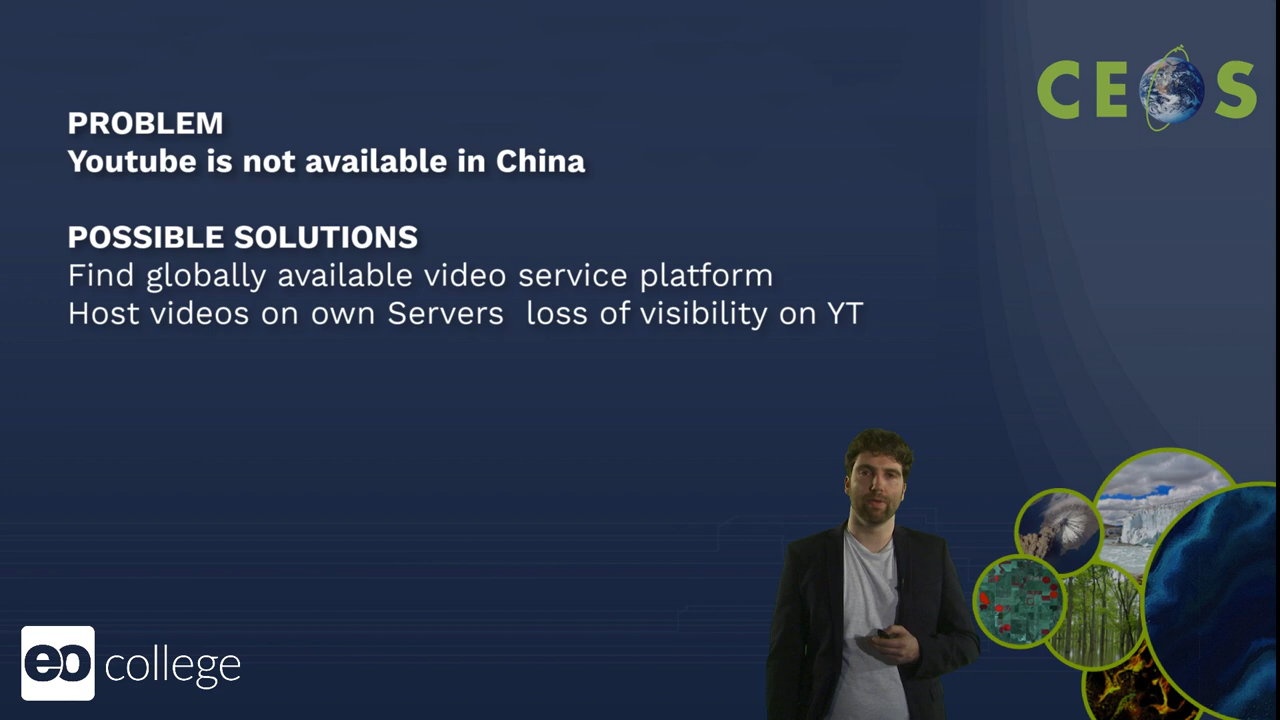 CEOS
PROBLEM
Youtube is not available in China
POSSIBLE SOLUTIONS
Find globally available video service platform
Host videos on own Servers  loss of visibility on YT
eo college